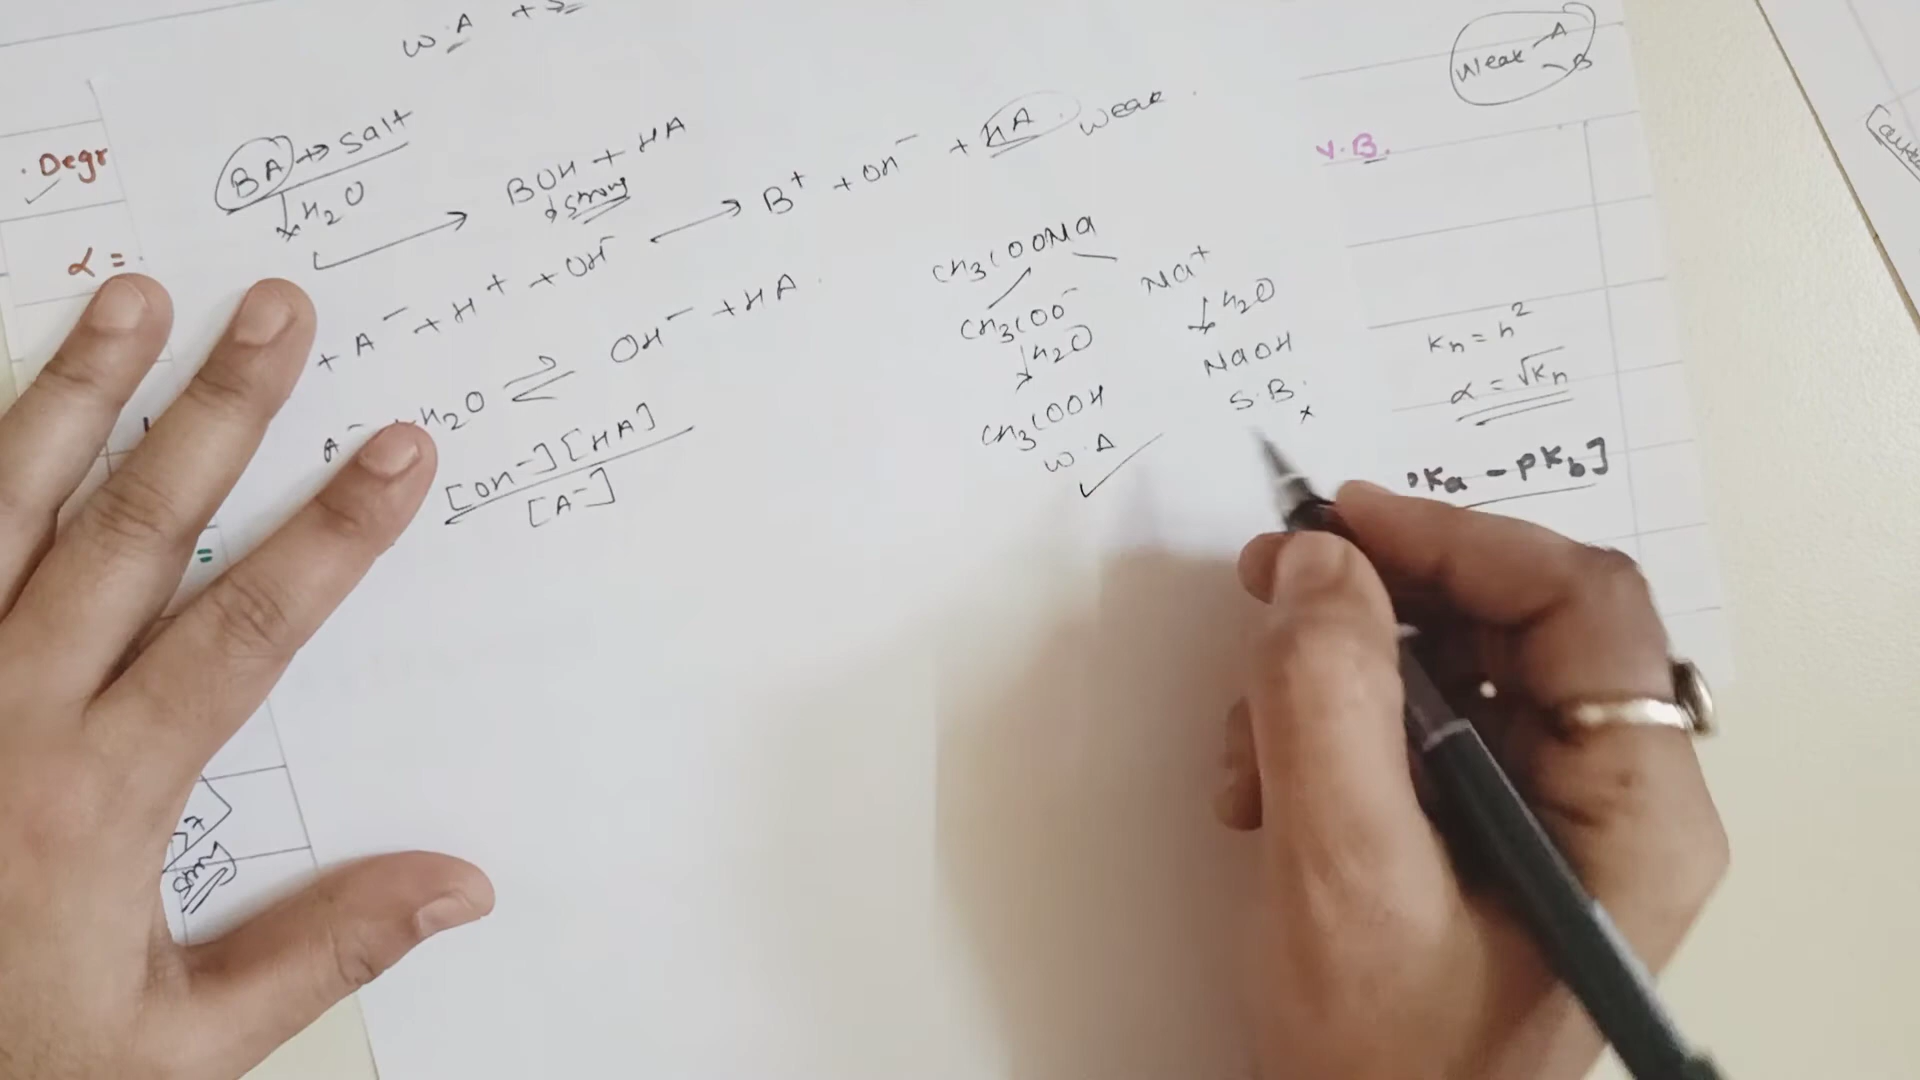 W.A + S
BA → salt
↓ H2O
BOH + HA
↓ strong
+ A⁻ + H⁺ + OH⁻ ⟶ B⁺ + OH⁻ + HA. weak.
A⁻ + H2O ⇌ OH⁻ + HA.
[OH⁻][HA]
[A⁻]
CH3COONa
CH3COO⁻ Na⁺
↓ H2O ↓ H2O
CH3COOH NaOH
W.A ✓ S.B. ×
Weak A
B
V.B.
Kh = h²
α = √Kh
pKa - pKb]
. Degr
✓
α =
=
7